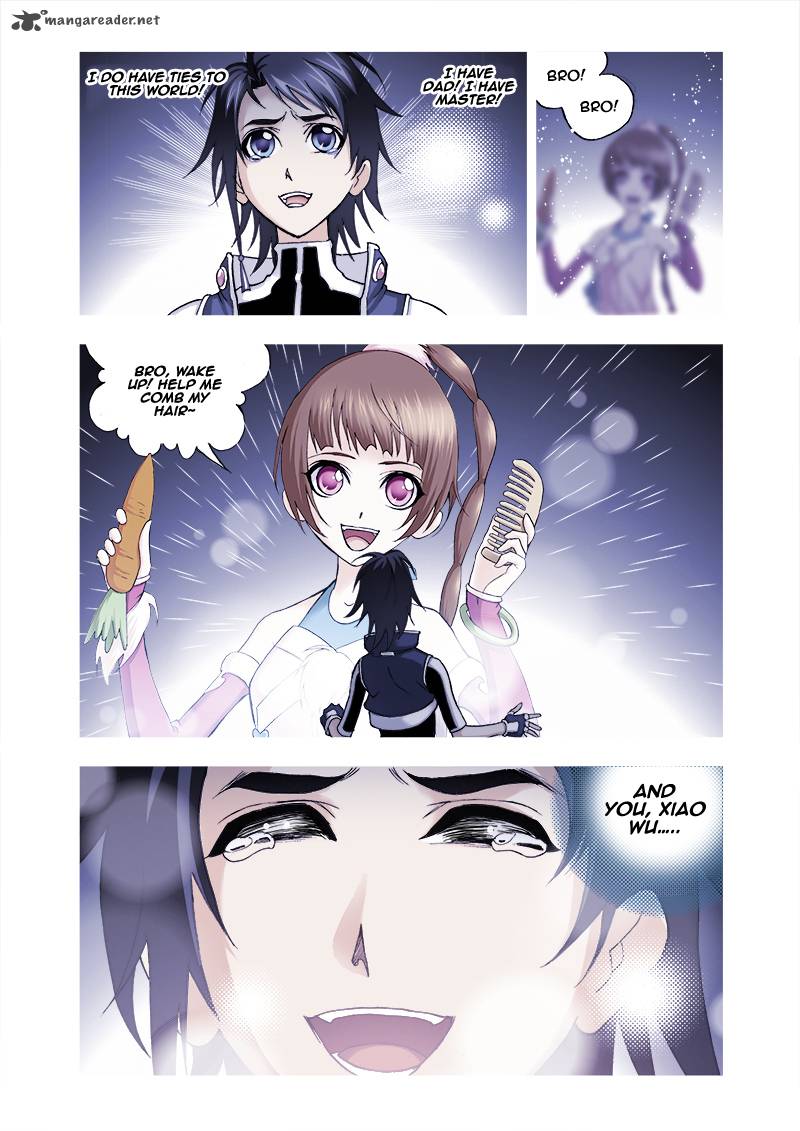 mangareader.net
I DO HAVE TIES TO
THIS WORLD!
I HAVE
DAD! I HAVE
MASTER!
BRO!
BRO!
BRO, WAKE
UP! HELP ME
COMB MY
HAIR~
AND
YOU, XIAO
WU.....